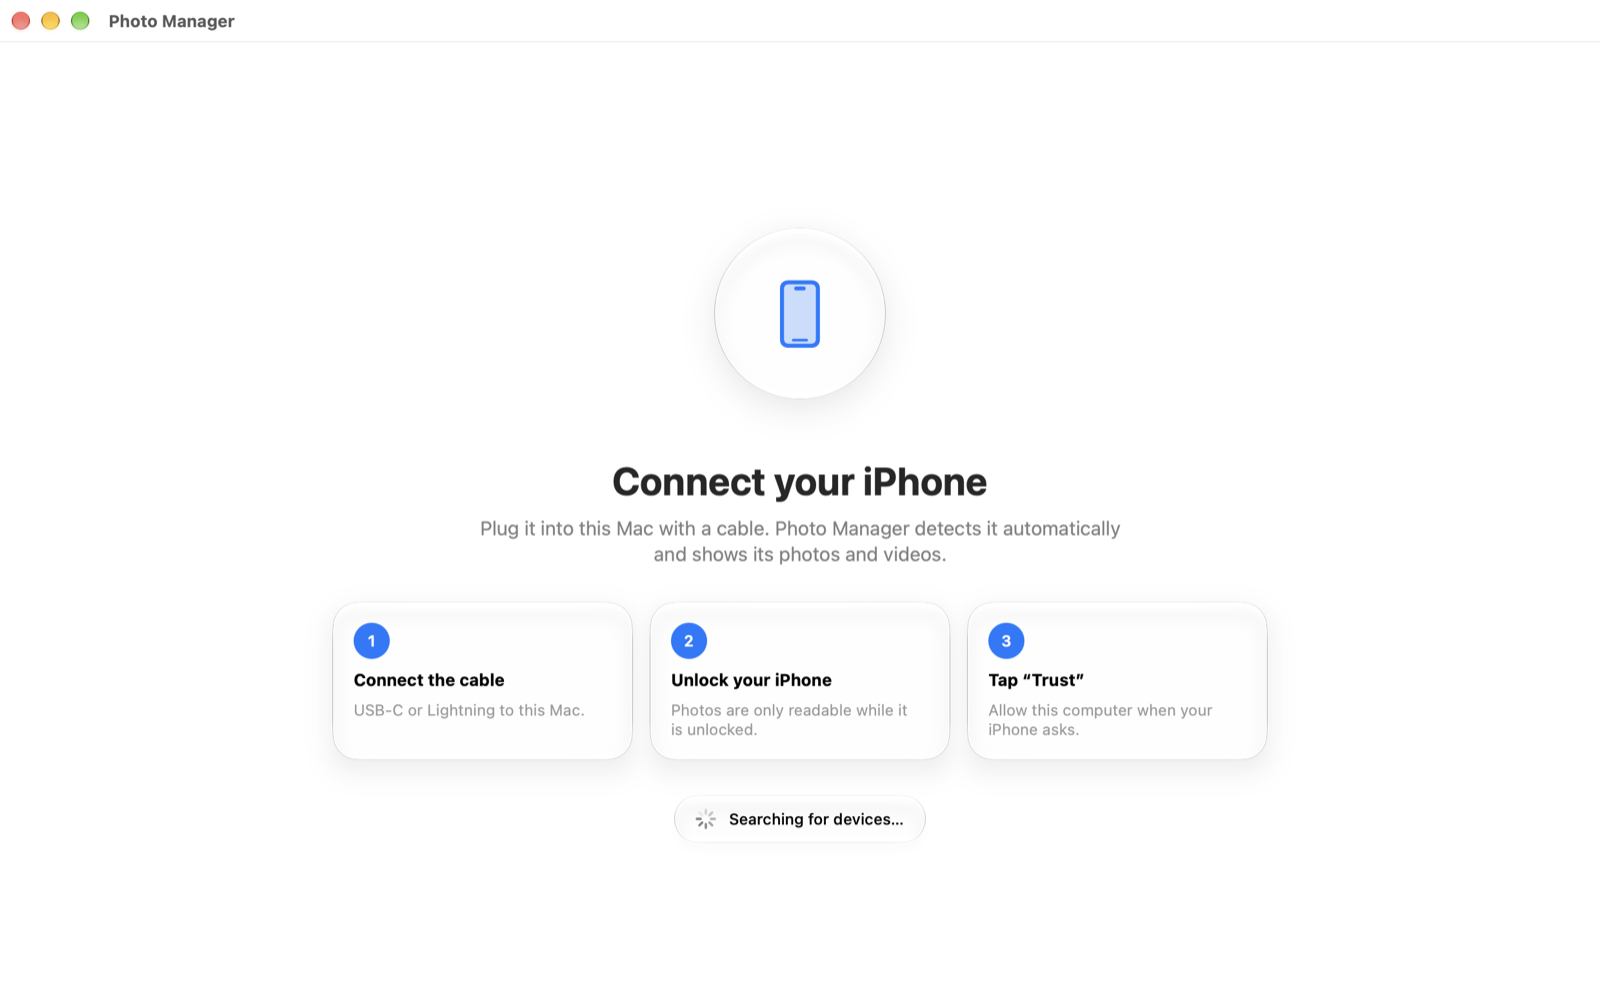 Photo Manager
Connect your iPhone
Plug it into this Mac with a cable. Photo Manager detects it automatically
and shows its photos and videos.
1
Connect the cable
USB-C or Lightning to this Mac.
2
Unlock your iPhone
Photos are only readable while it
is unlocked.
3
Tap “Trust”
Allow this computer when your
iPhone asks.
Searching for devices...